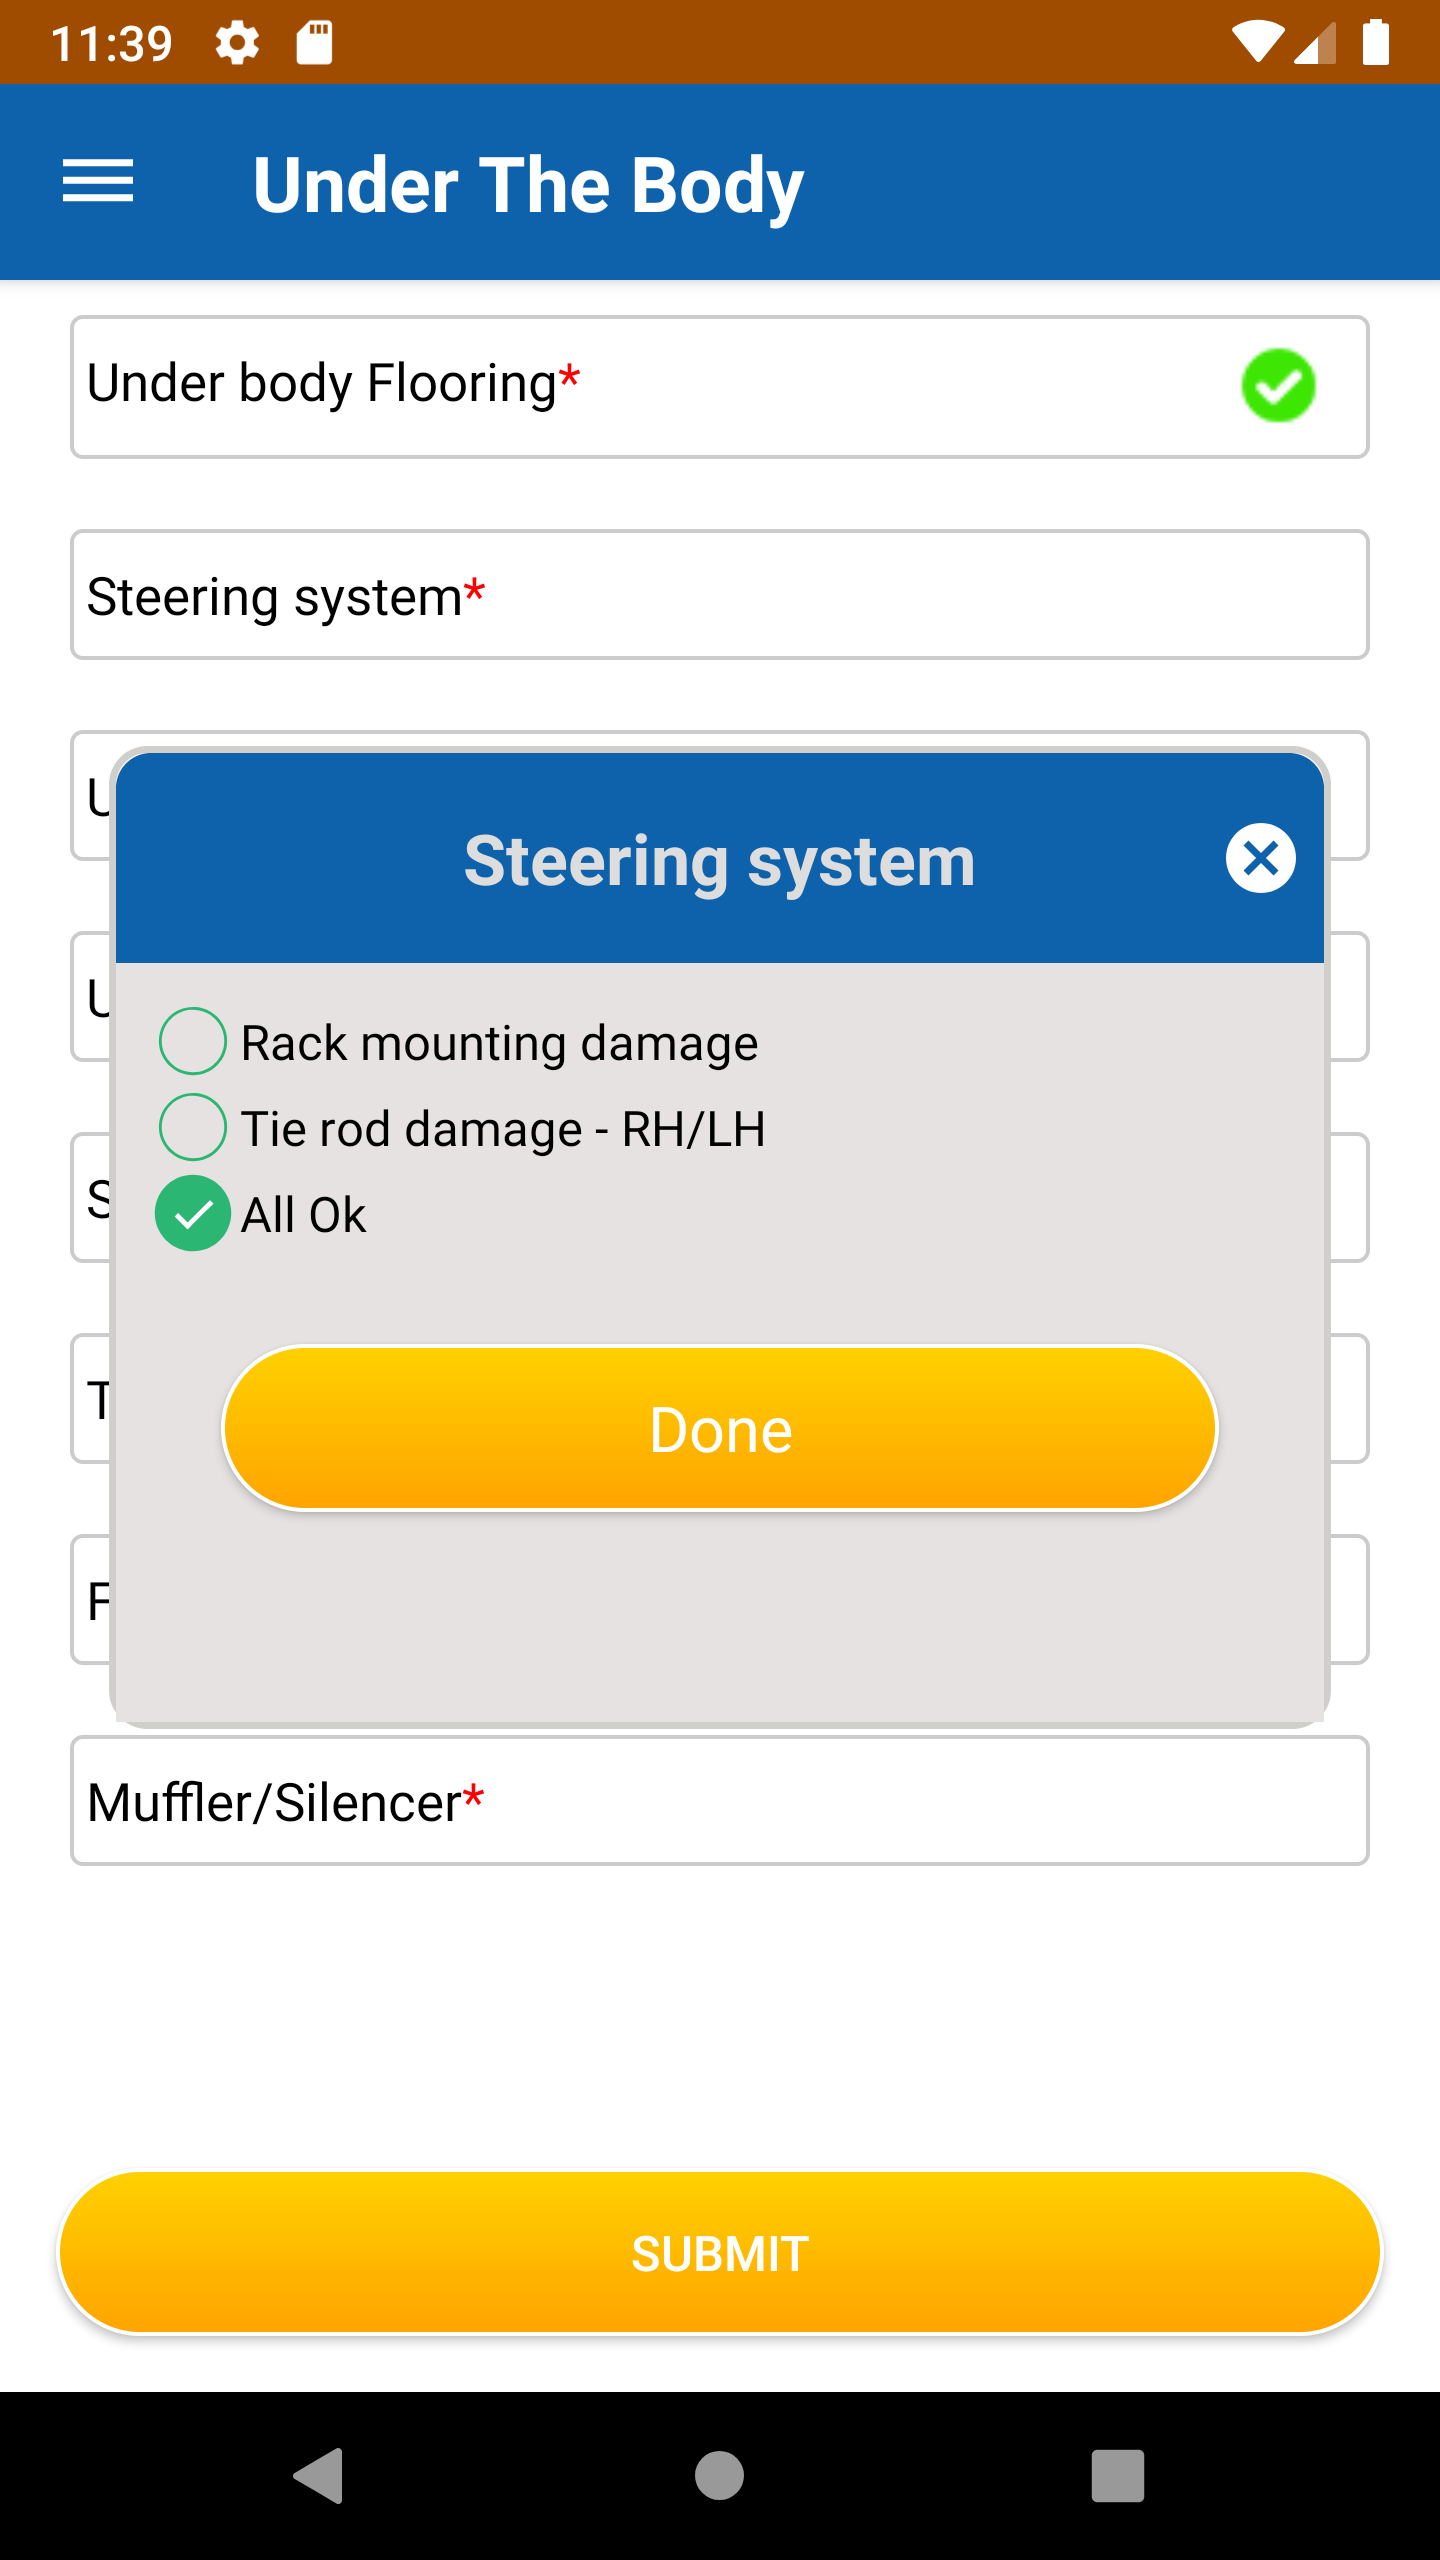 11:39
Under The Body
Under body Flooring*
Steering system*
Steering system
Rack mounting damage
Tie rod damage - RH/LH
All Ok
Done
Muffler/Silencer*
SUBMIT